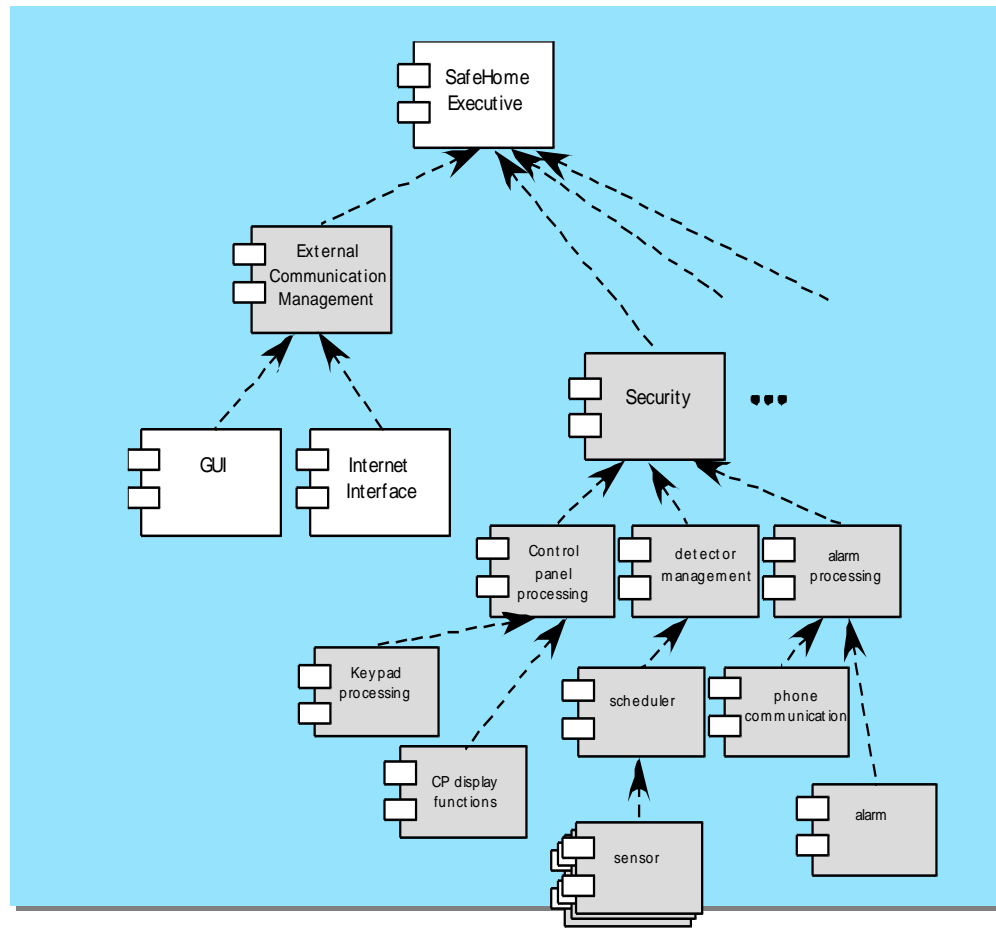 SafeHome
Executive
External
Communication
Management
Security
GUI
Internet
Interface
Control
panel
processing
detector
management
alarm
processing
Keypad
processing
scheduler
phone
communication
CP display
functions
alarm
sensor